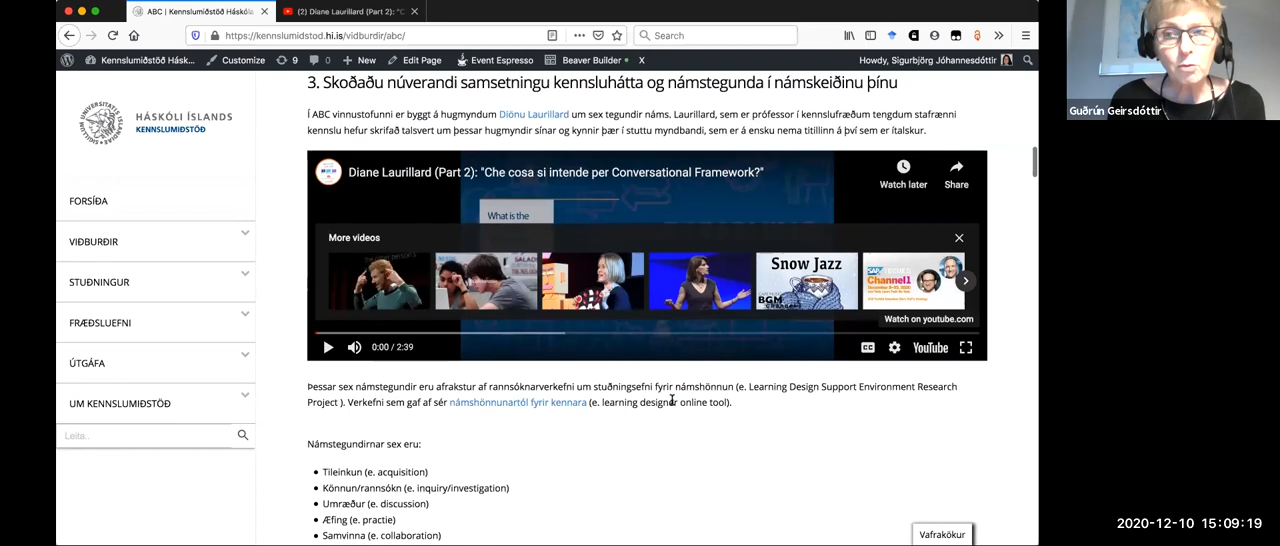 ABC | Kennslumiðstöð Háskóla
(2) Diane Laurillard (Part 2): "C
https://kennslumidstod.hi.is/vidburdir/abc/
Search
Kennslumiðstöð Hásk...
Customize
9
0
New
Edit Page
Event Espresso
Beaver Builder
Howdy, Sigurbjörg Jóhannesdóttir
HÁSKÓLI ÍSLANDS
KENNSLUMIÐSTÖÐ
FORSÍÐA
VIÐBURÐIR
STUÐNINGUR
FRÆÐSLUEFNI
ÚTGÁFA
UM KENNSLUMIÐSTÖÐ
Leita..
3. Skoðaðu núverandi samsetningu kennsluhátta og námstegunda í námskeiðinu þínu
Í ABC vinnustofunni er byggt á hugmyndum Díönu Laurillard um sex tegundir náms. Laurillard, sem er prófessor í kennslufræðum tengdum stafrænni
kennslu hefur skrifað talsvert um þessar hugmyndir sínar og kynnir þær í stuttu myndbandi, sem er á ensku nema titillinn á því sem er ítalskur.
Diane Laurillard (Part 2): "Che cosa si intende per Conversational Framework?"
Watch later
Share
What is the
More videos
Snow Jazz
BGM
Channel
Channel1
Watch on youtube.com
0:00 / 2:39
CC
YouTube
Þessar sex námstegundir eru afrakstur af rannsóknarverkefni um stuðningsefni fyrir námshönnun (e. Learning Design Support Environment Research
Project ). Verkefni sem gaf af sér námshönnunartól fyrir kennara (e. learning designer online tool).
Námstegundirnar sex eru:
Tileinkun (e. acquisition)
Könnun/rannsókn (e. inquiry/investigation)
Umræður (e. discussion)
Æfing (e. practie)
Samvinna (e. collaboration)
Vafrakökur
Guðrún Geirsdóttir
2020-12-10 15:09:19